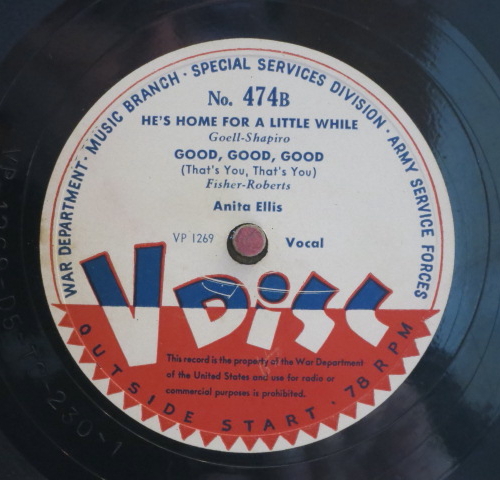 WAR DEPARTMENT · MUSIC BRANCH · SPECIAL SERVICES DIVISION · ARMY SERVICE FORCES
No. 474B
HE'S HOME FOR A LITTLE WHILE
Goell-Shapiro
GOOD, GOOD, GOOD
(That's You, That's You)
Fisher-Roberts
Anita Ellis
VP 1269 Vocal
V DiSC
This record is the property of the War Department
of the United States and use for radio or
commercial purposes is prohibited.
OUTSIDE START · 78 RPM